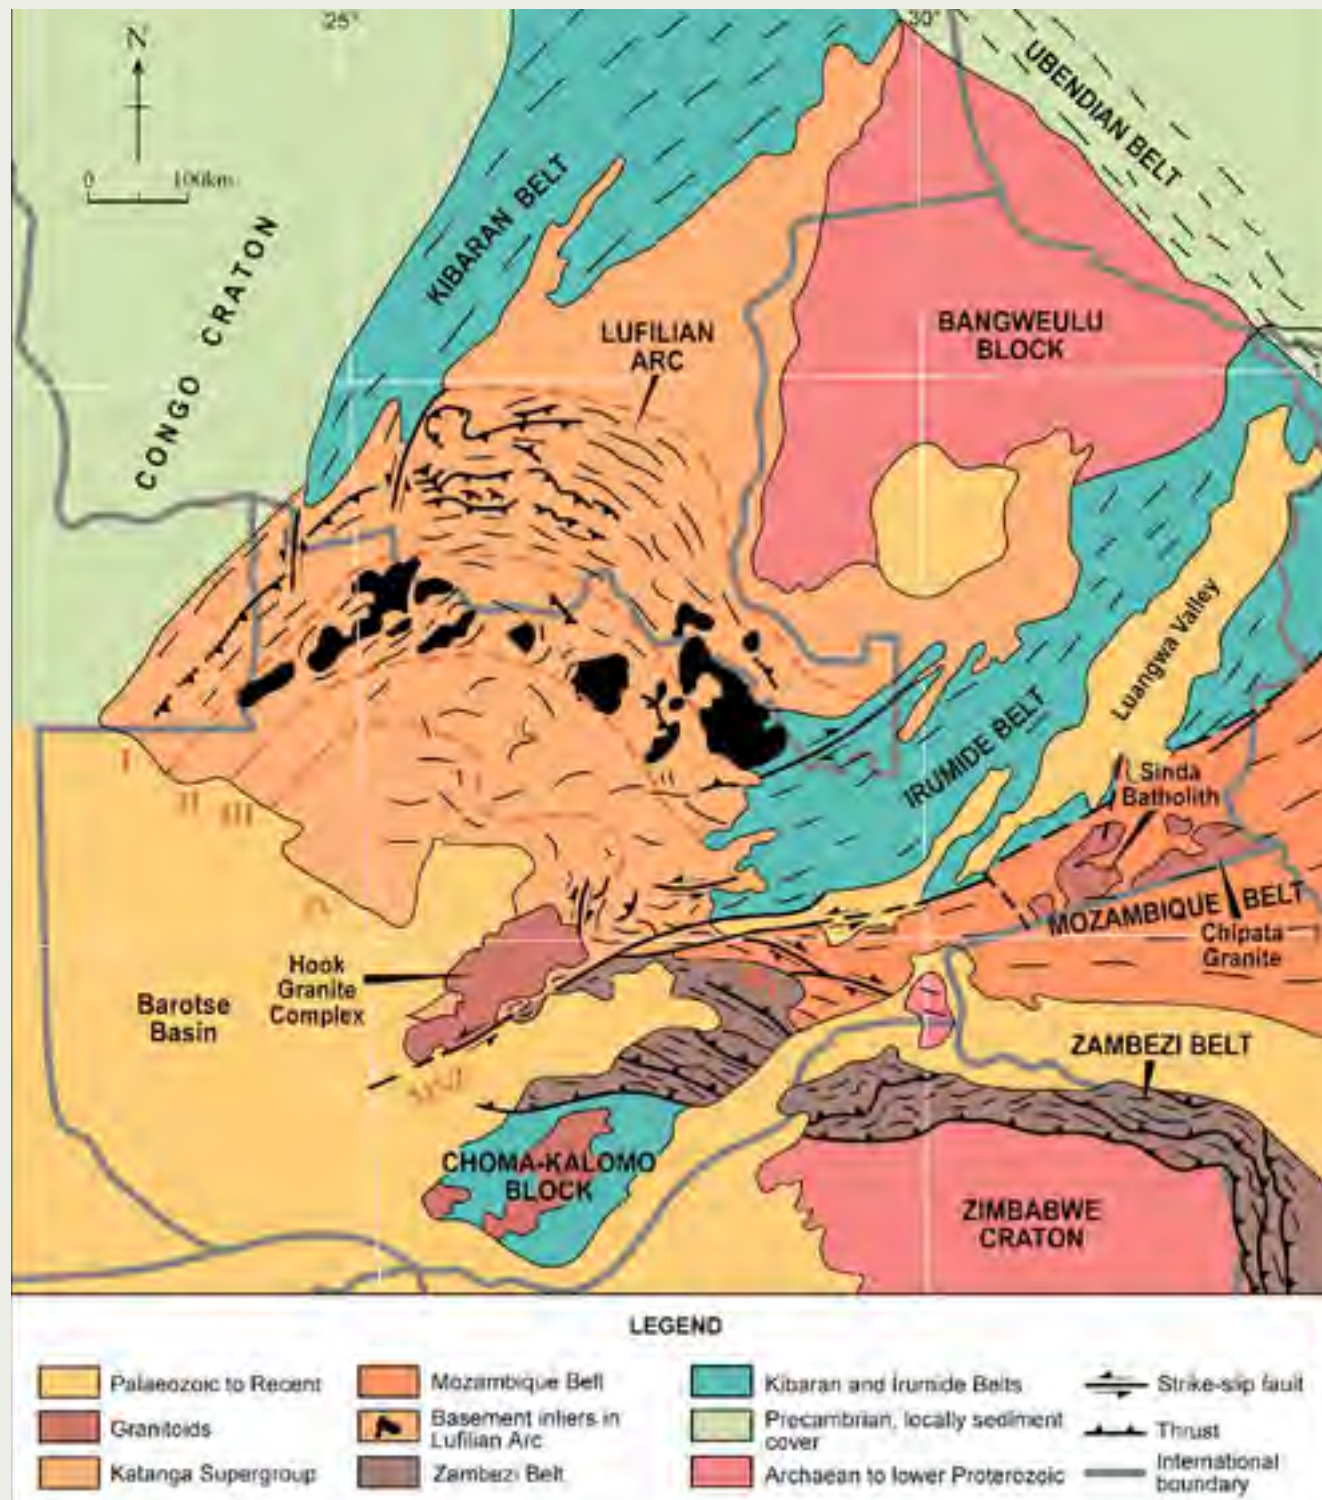 25°
30°
N
0 100km
UBENDIAN BELT
KIBARAN BELT
CONGO CRATON
LUFILIAN
ARC
BANGWEULU
BLOCK
Luangwa Valley
IRUMIDE BELT
I
II
III
Sinda
Batholith
MOZAMBIQUE BELT
Chipata
Granite
Hook
Granite
Complex
Barotse
Basin
ZAMBEZI BELT
CHOMA-KALOMO
BLOCK
ZIMBABWE
CRATON
LEGEND
Palaeozoic to Recent
Granitoids
Katanga Supergroup
Mozambique Belt
Basement inliers in
Lufilian Arc
Zambezi Belt
Kibaran and Irumide Belts
Precambrian, locally sediment
cover
Archaean to lower Proterozoic
Strike-slip fault
Thrust
International
boundary